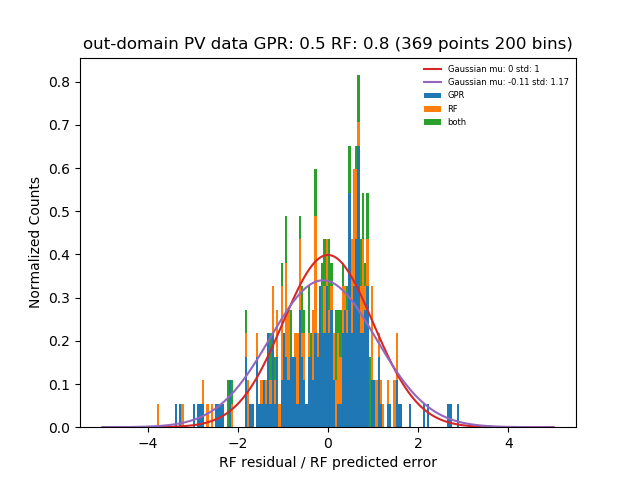 out-domain PV data GPR: 0.5 RF: 0.8 (369 points 200 bins)
Gaussian mu: 0 std: 1
Gaussian mu: -0.11 std: 1.17
GPR
RF
both
Normalized Counts
0.8
0.7
0.6
0.5
0.4
0.3
0.2
0.1
0.0
−4 −2 0 2 4
RF residual / RF predicted error